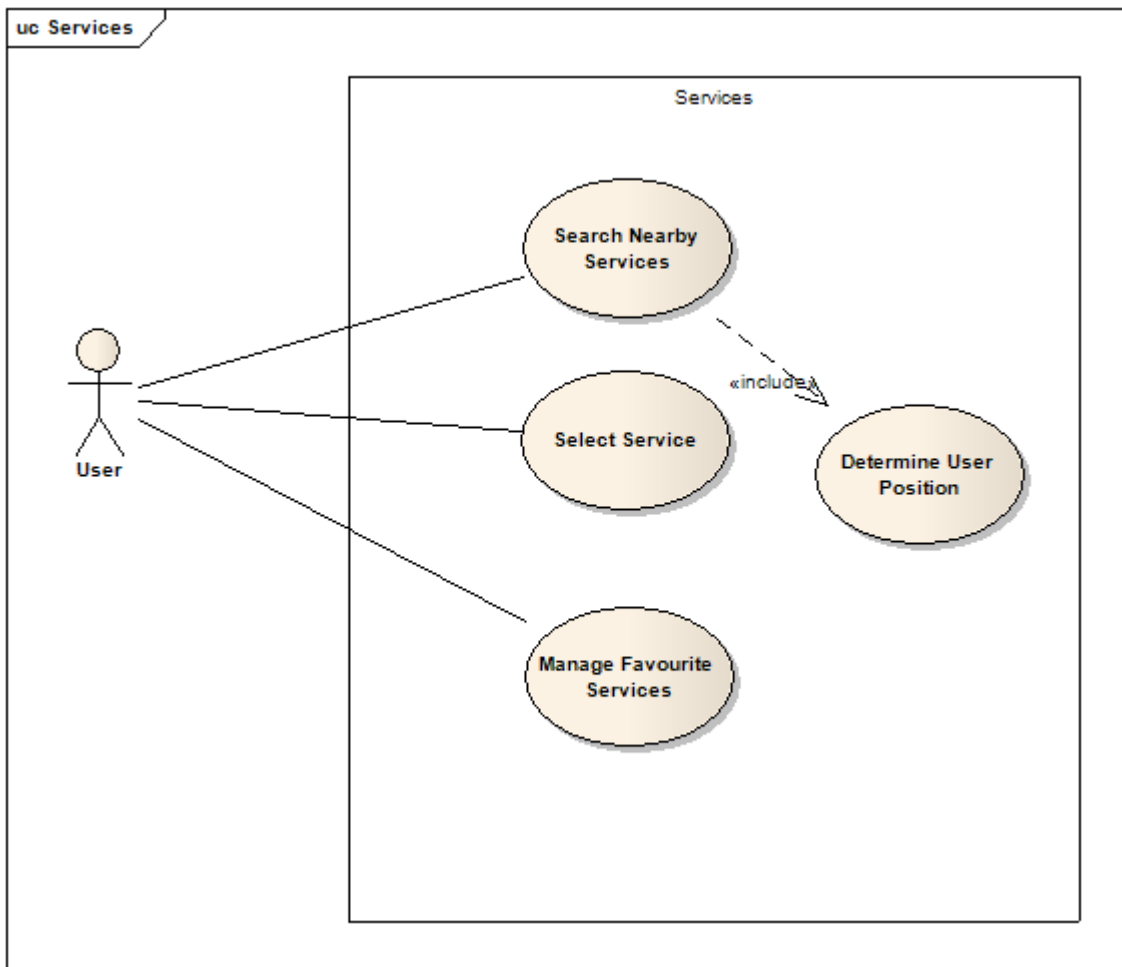 uc Services
Services
Search Nearby
Services
«include»
Select Service
Determine User
Position
User
Manage Favourite
Services